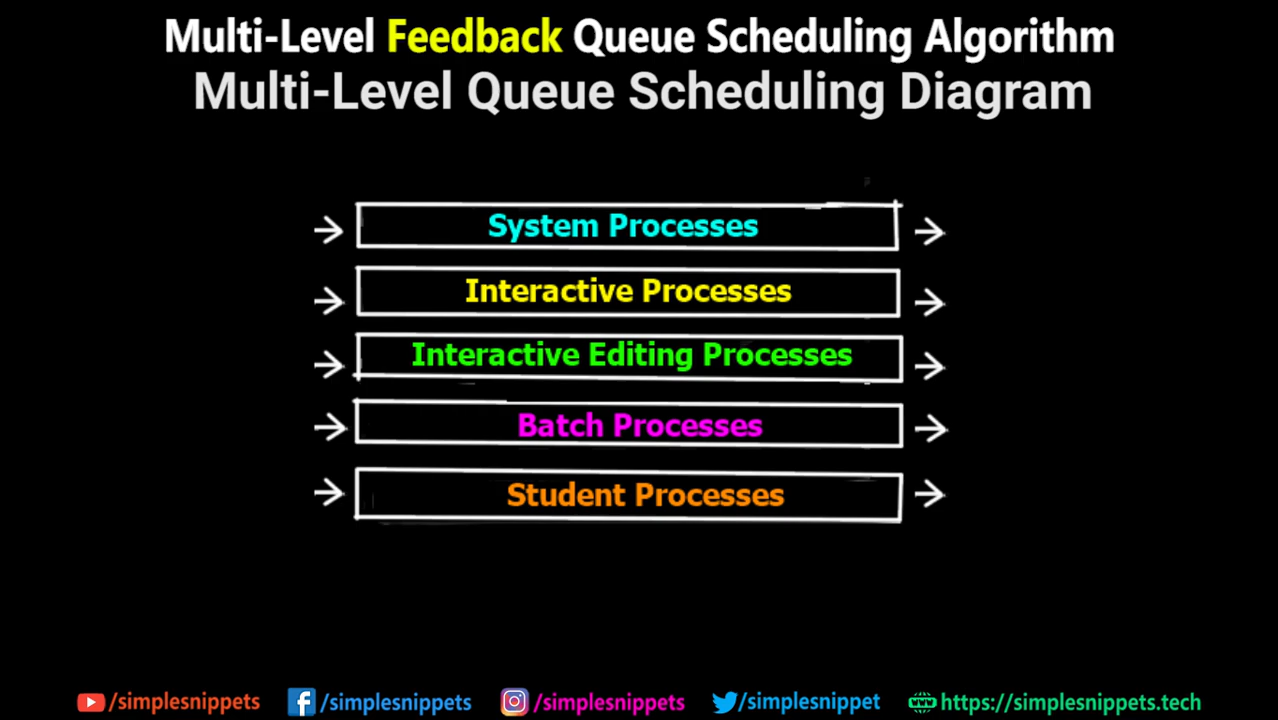 Multi-Level Feedback Queue Scheduling Algorithm
Multi-Level Queue Scheduling Diagram
System Processes
Interactive Processes
Interactive Editing Processes
Batch Processes
Student Processes
/simplesnippets /simplesnippets /simplesnippets /simplesnippet https://simplesnippets.tech